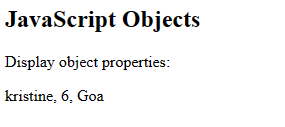 JavaScript Objects
Display object properties:
kristine, 6, Goa